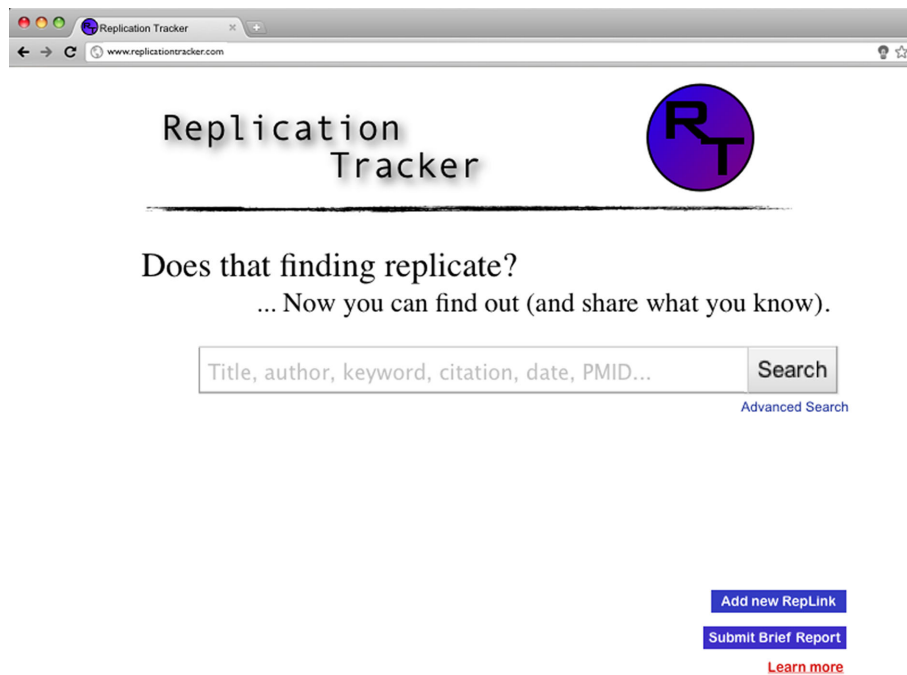 Replication Tracker
www.replicationtracker.com
Replication
Tracker
RT
Does that finding replicate?
... Now you can find out (and share what you know).
Title, author, keyword, citation, date, PMID...
Search
Advanced Search
Add new RepLink
Submit Brief Report
Learn more